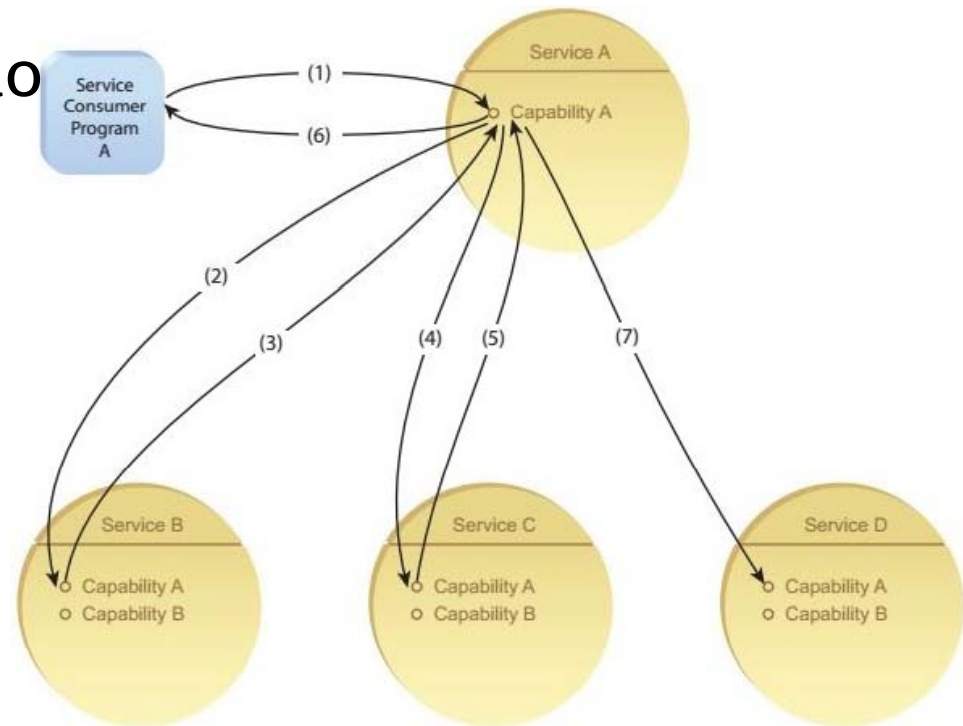 Service A
Service
Consumer
Program
A
(1)
Capability A
(6)
(2)
(3)
(4)
(5)
(7)
Service B
Capability A
Capability B
Service C
Capability A
Capability B
Service D
Capability A
Capability B